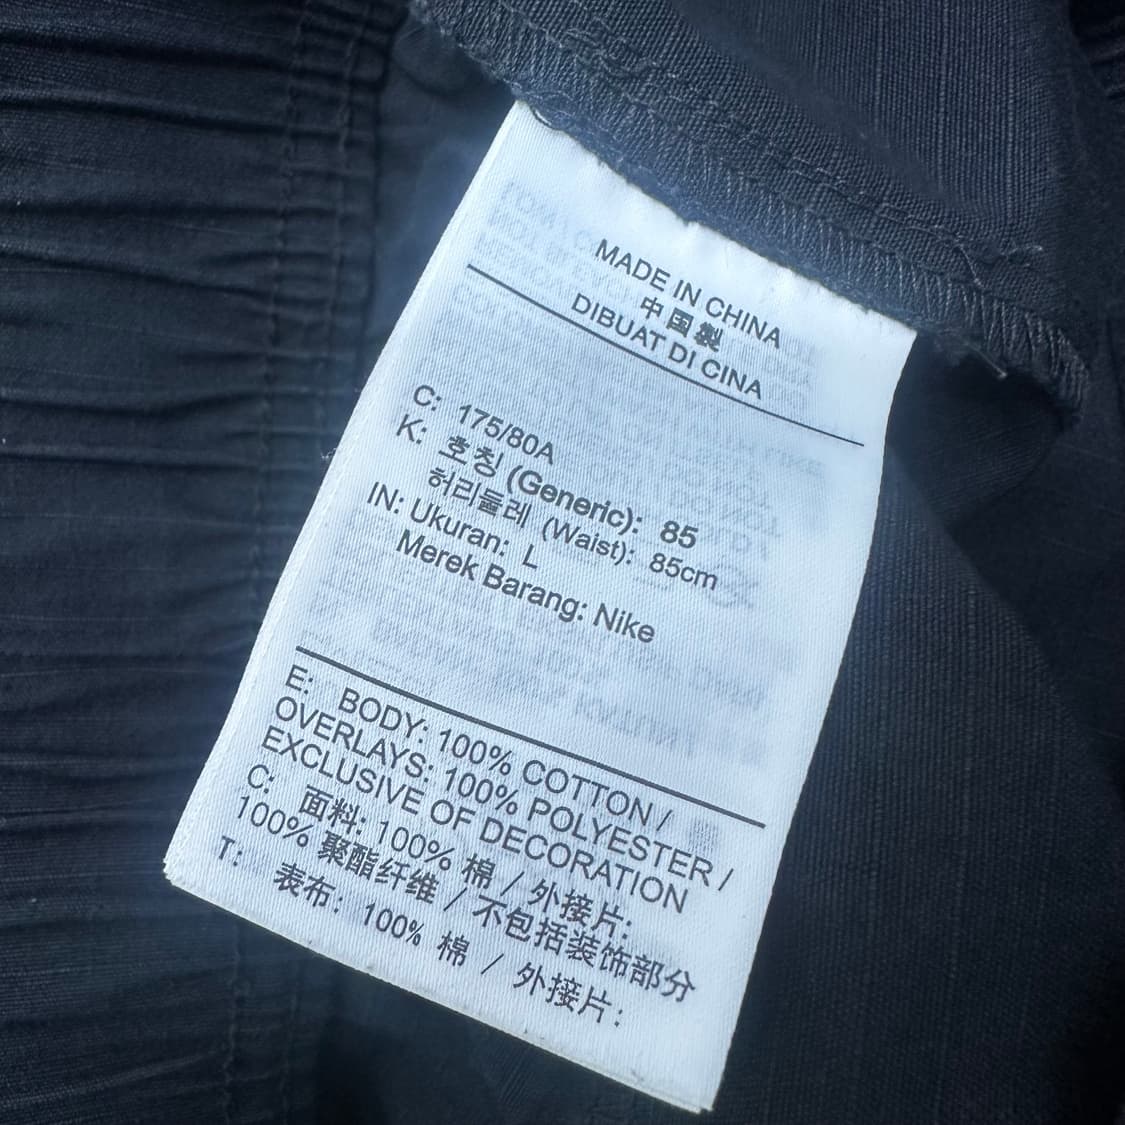 MADE IN CHINA
中国製
DIBUAT DI CINA
C: 175/80A
K: 호칭 (Generic): 85
허리둘레 (Waist): 85cm
IN: Ukuran: L
Merek Barang: Nike
E: BODY: 100% COTTON /
OVERLAYS: 100% POLYESTER /
EXCLUSIVE OF DECORATION
C: 面料: 100% 棉 / 外接片:
100% 聚酯纤维 / 不包括装饰部分
T: 表布: 100% 棉 / 外接片: